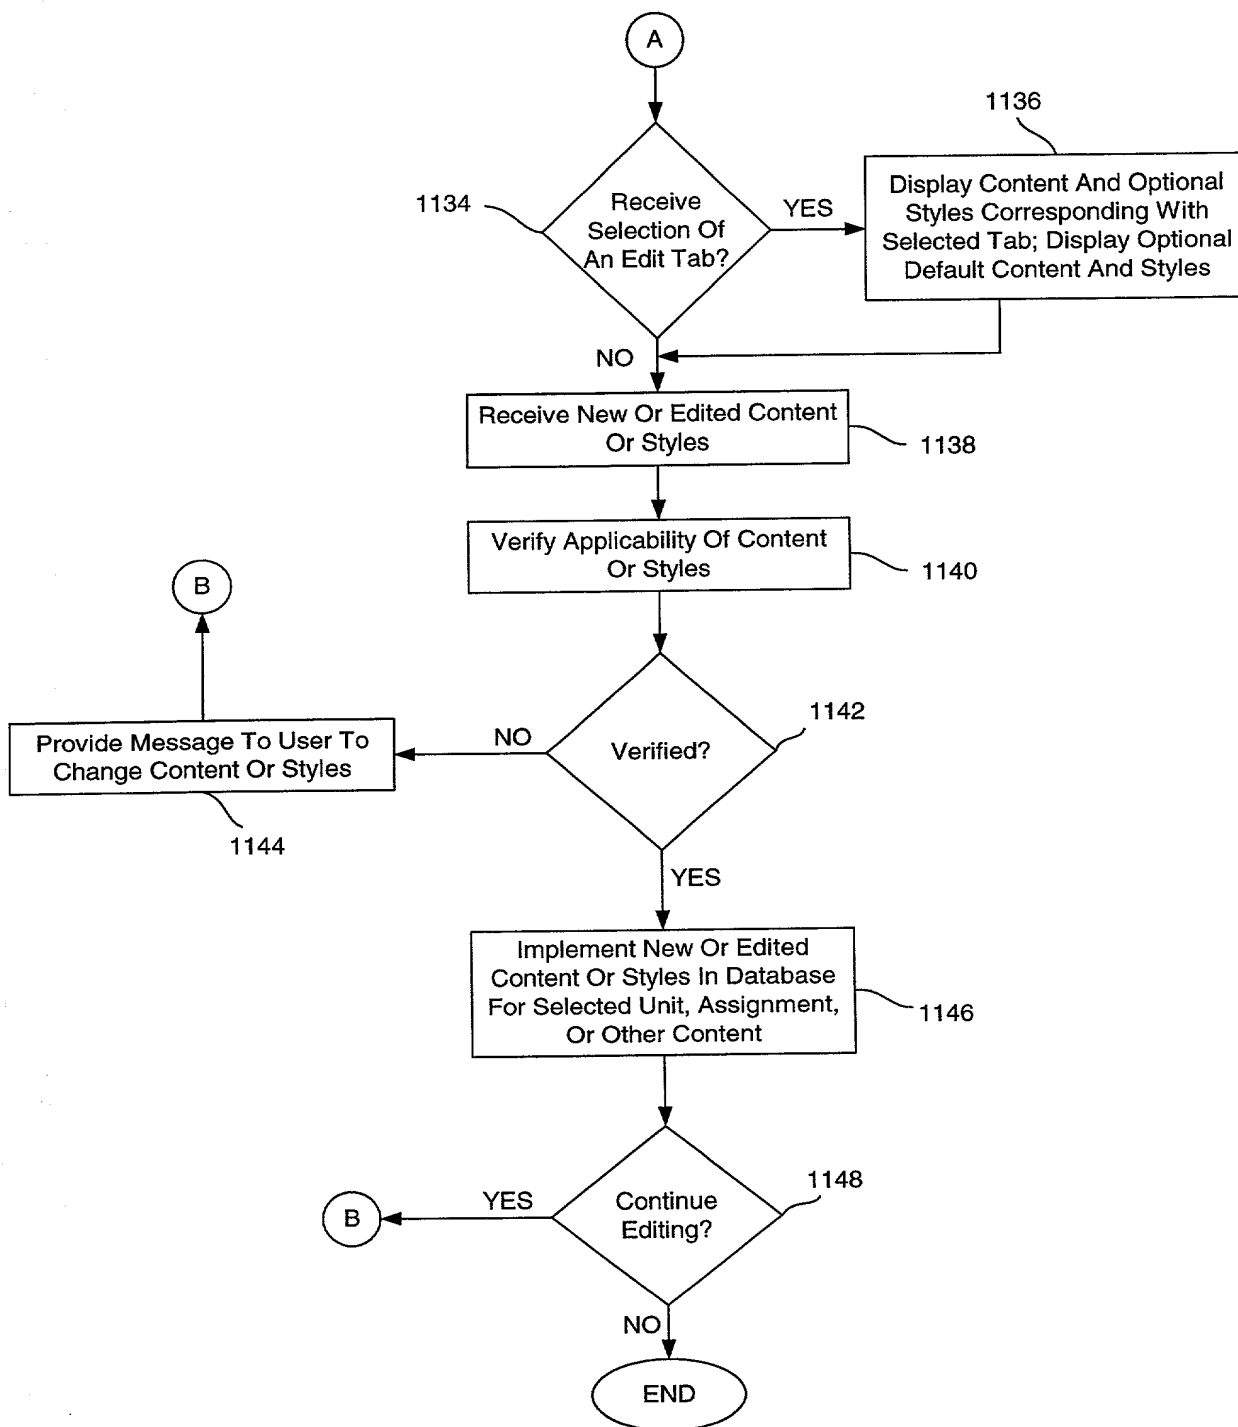 A
1136
1134
Receive
Selection Of
An Edit Tab?
YES
Display Content And Optional
Styles Corresponding With
Selected Tab; Display Optional
Default Content And Styles
NO
Receive New Or Edited Content
Or Styles
1138
Verify Applicability Of Content
Or Styles
1140
B
1142
Verified?
NO
Provide Message To User To
Change Content Or Styles
1144
YES
Implement New Or Edited
Content Or Styles In Database
For Selected Unit, Assignment,
Or Other Content
1146
1148
Continue
Editing?
YES
B
NO
END